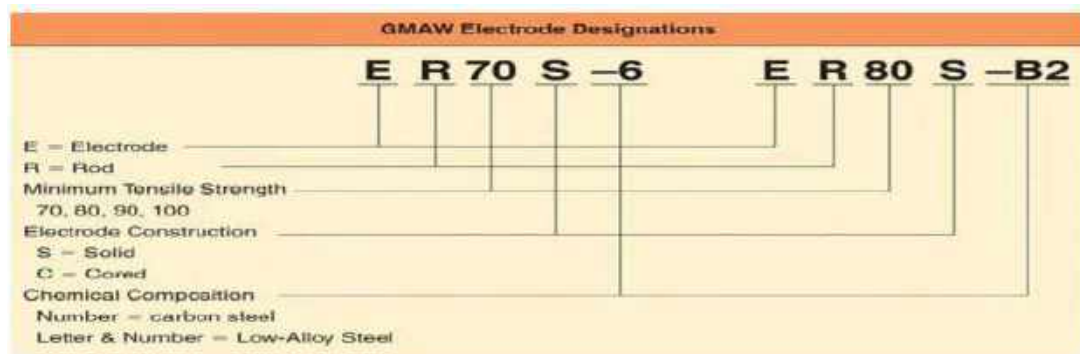 GMAW Electrode Designations
E R 70 S –6 E R 80 S –B2
E = Electrode
R = Rod
Minimum Tensile Strength
70, 80, 90, 100
Electrode Construction
S = Solid
C = Cored
Chemical Composition
Number = carbon steel
Letter & Number = Low-Alloy Steel